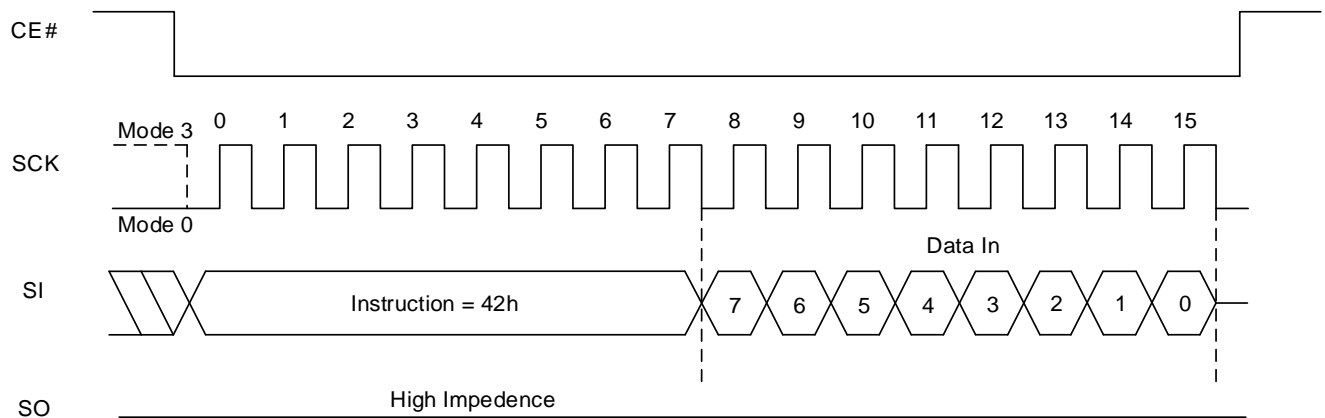 CE#
0 1 2 3 4 5 6 7 8 9 10 11 12 13 14 15
Mode 3
SCK
Mode 0
Data In
SI
Instruction = 42h
7 6 5 4 3 2 1 0
High Impedence
SO